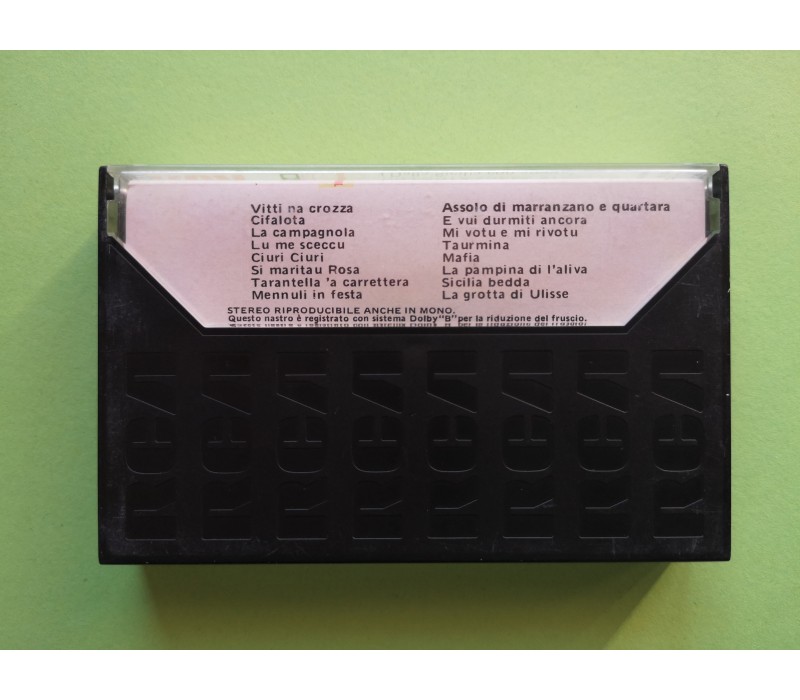 Vitti na crozza
Cifalota
La campagnola
Lu me sceccu
Ciuri Ciuri
Si maritau Rosa
Tarantella 'a carrettera
Mennuli in festa
Assolo di marranzano e quartara
E vui durmiti ancora
Mi votu e mi rivotu
Taurmina
Mafia
La pampina di l'aliva
Sicilia bedda
La grotta di Ulisse
STEREO RIPRODUCIBILE ANCHE IN MONO.
Questo nastro è registrato con sistema Dolby "B" per la riduzione del fruscio.
RCA RCA RCA RCA RCA RCA RCA RCA